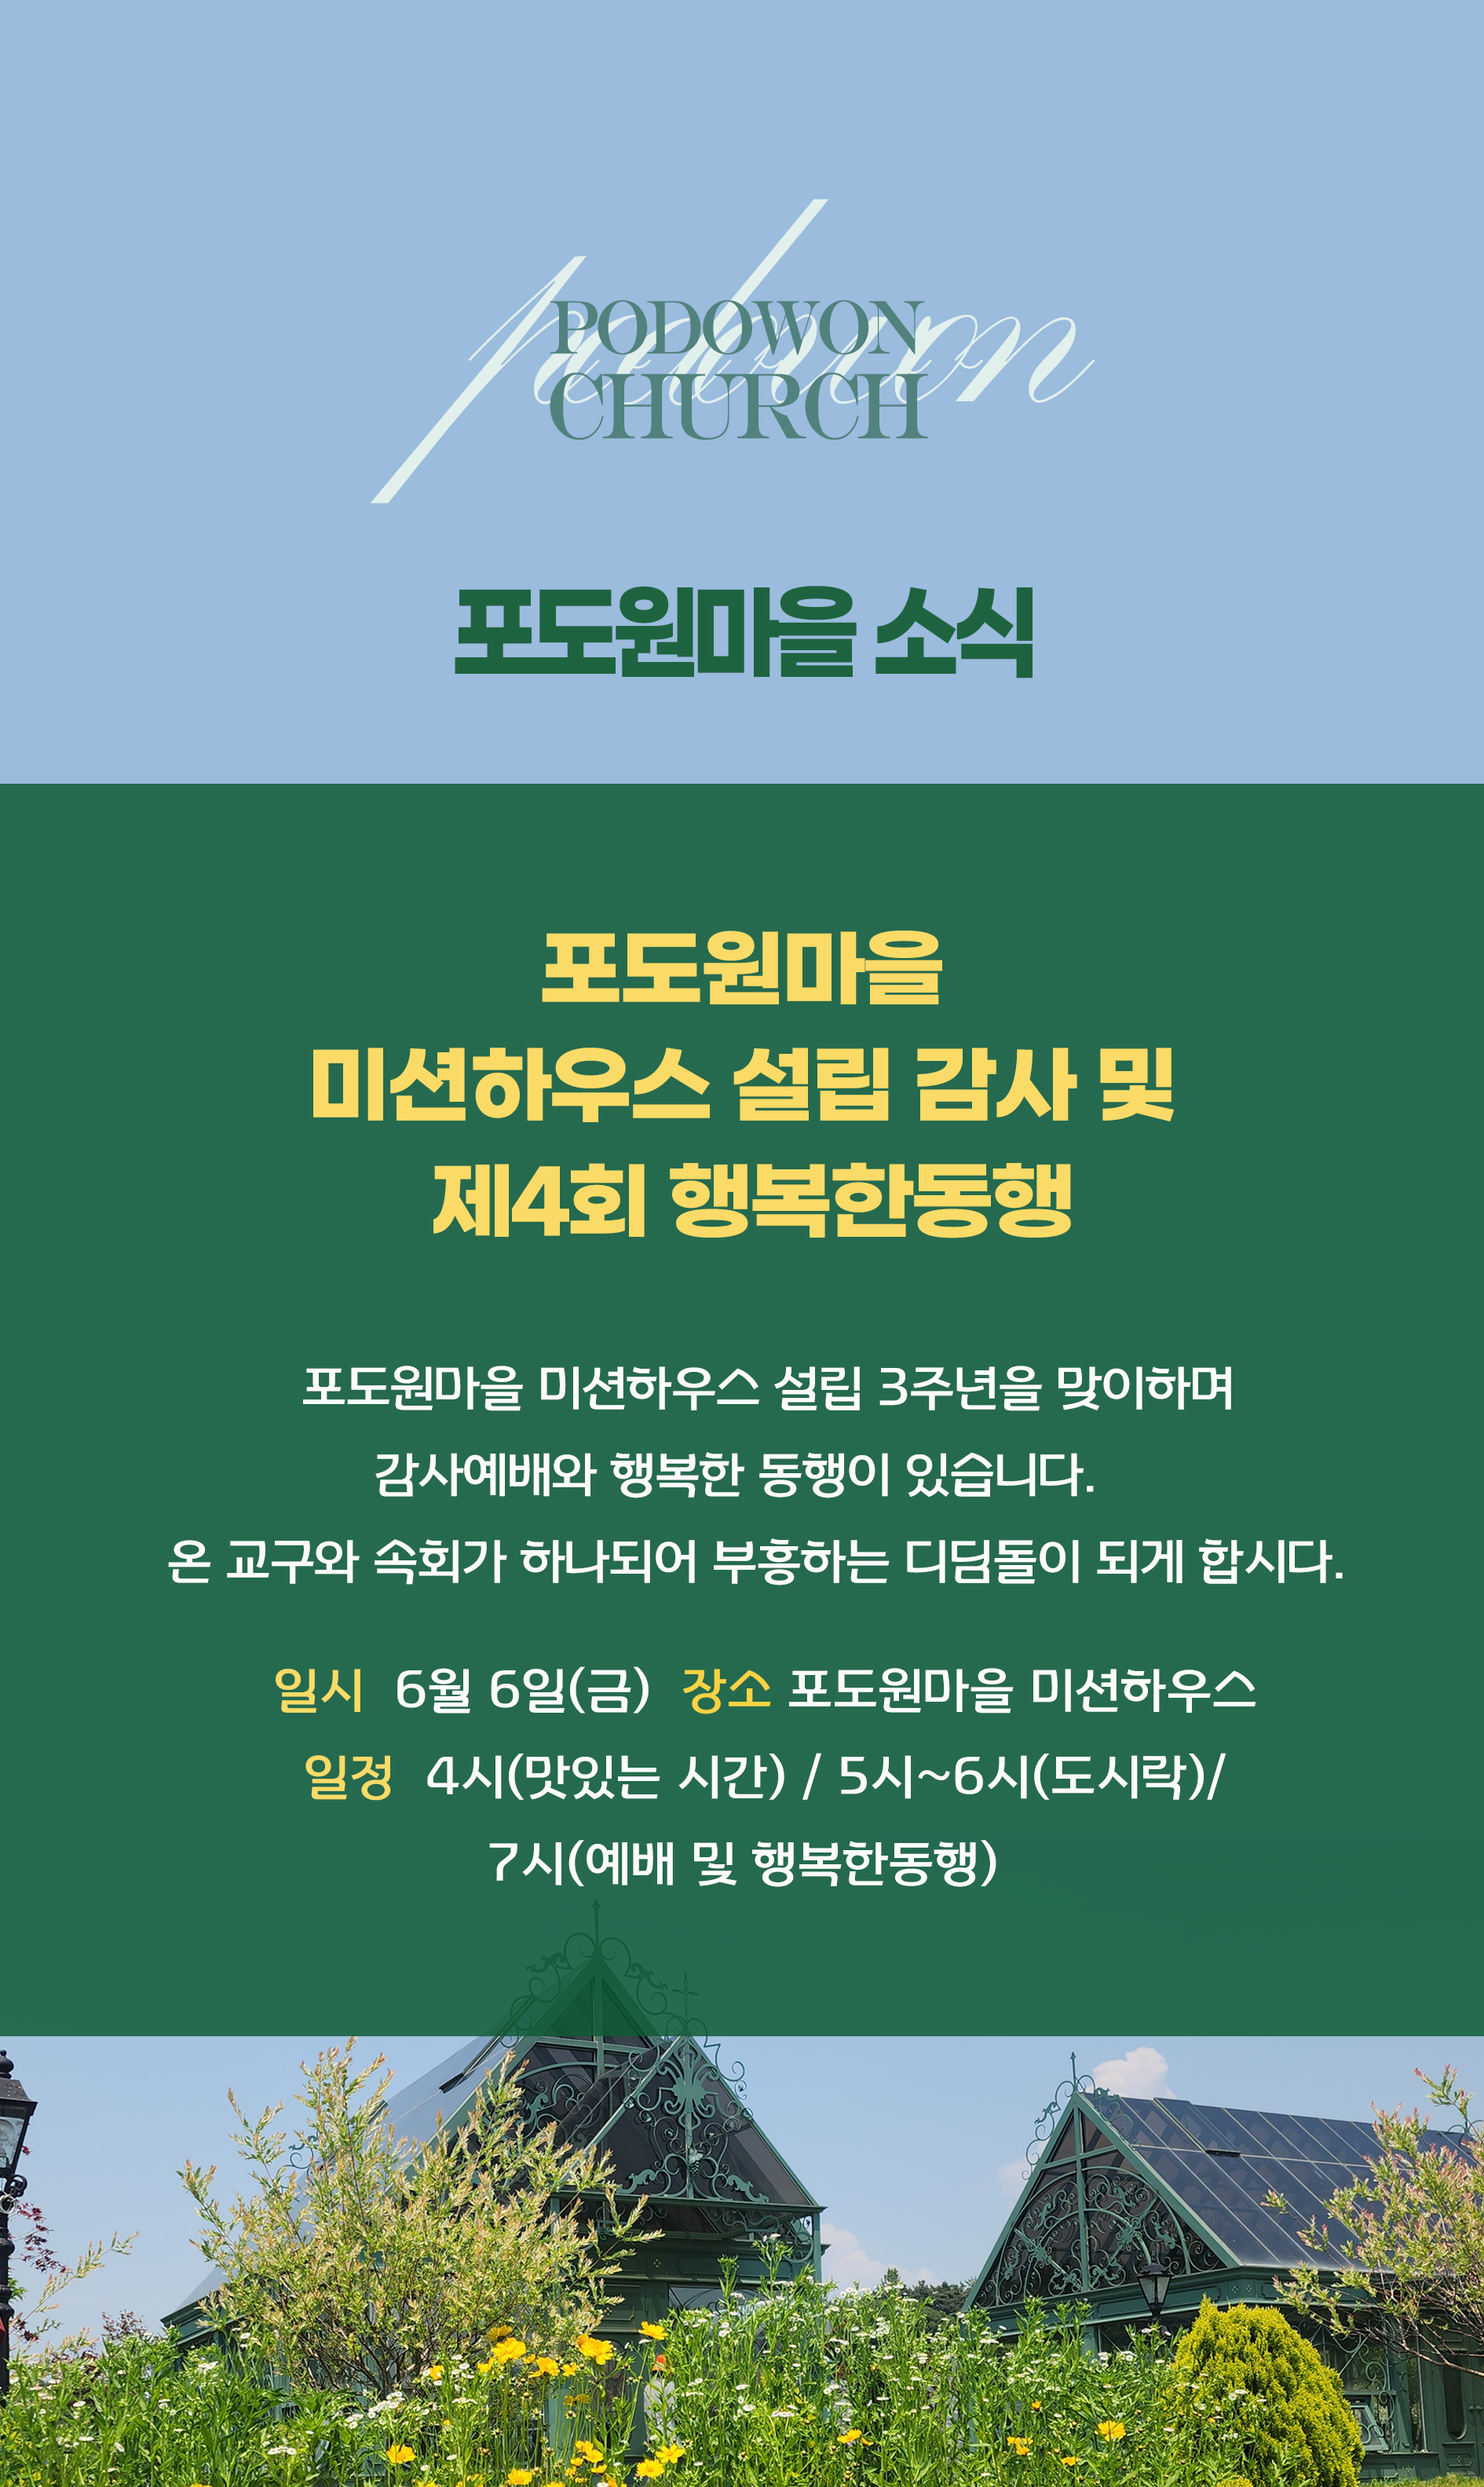 podowon
PODOWON
CHURCH
포도원마을 소식
포도원마을
미션하우스 설립 감사 및
제4회 행복한동행
포도원마을 미션하우스 설립 3주년을 맞이하며
감사예배와 행복한 동행이 있습니다.
온 교구와 속회가 하나되어 부흥하는 디딤돌이 되게 합시다.
일시 6월 6일(금) 장소 포도원마을 미션하우스
일정 4시(맛있는 시간) / 5시~6시(도시락)/
7시(예배 및 행복한동행)